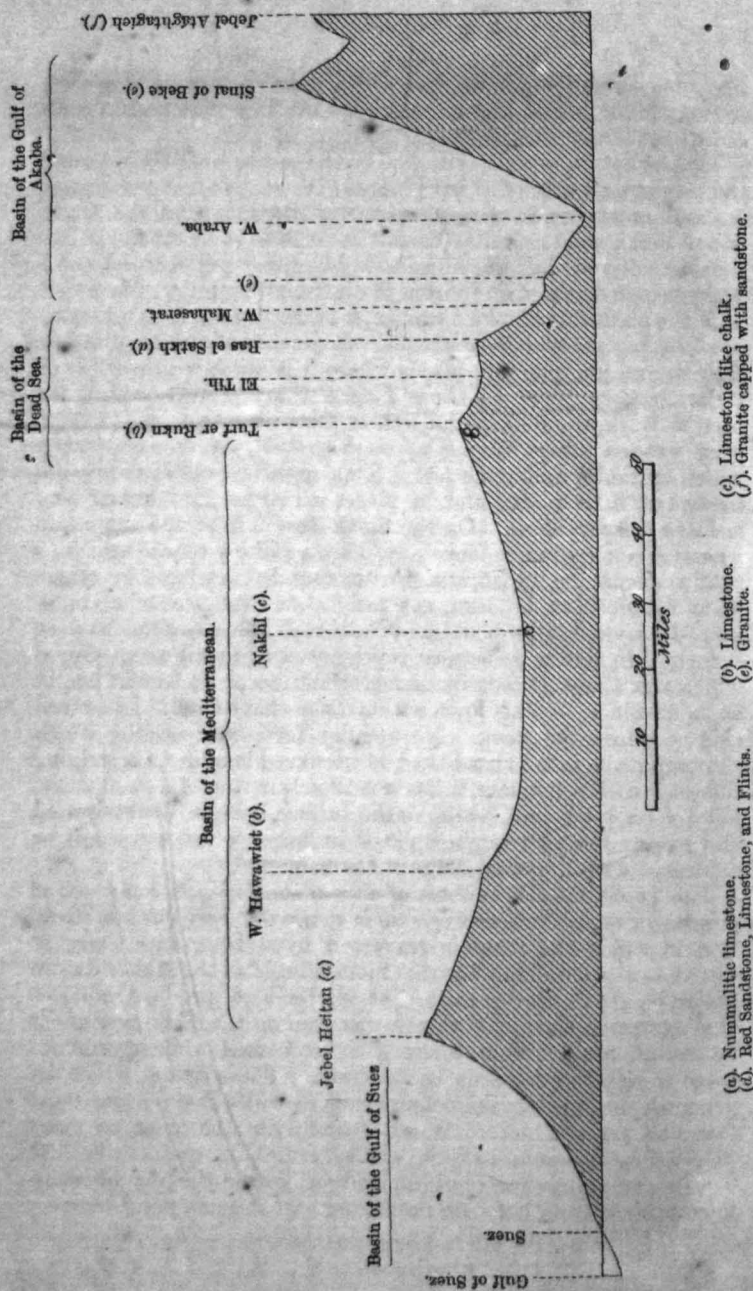 Gulf of Suez.
Suez.
Basin of the Gulf of Suez
Jebel Heitan (a)
W. Hawawiet (b).
Basin of the Mediterranean.
Nakhl (c).
Turf er Rukn (b).
Basin of the
Dead Sea.
El Tih.
Ras el Satkh (d).
W. Mahaserat.
(e).
Basin of the Gulf of
Akaba.
W. Araba.
Sinai of Beke (e).
Jebel Atâghtagieh (f).
10 20 30 40 50
Miles
(a). Nummulitic limestone. (b). Limestone. (c). Limestone like chalk.
(d). Red Sandstone, Limestone, and Flints. (e). Granite. (f). Granite capped with sandstone.